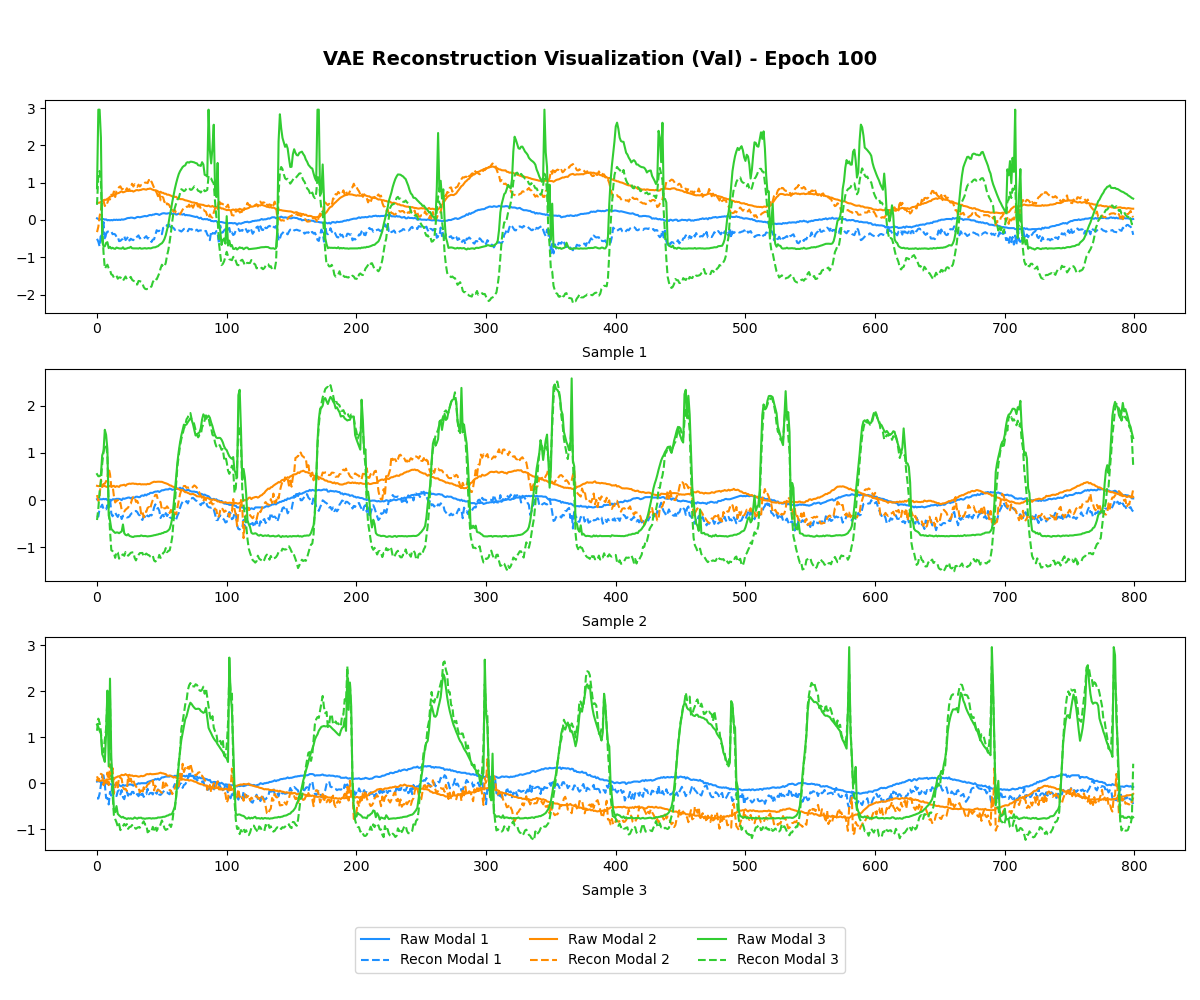 VAE Reconstruction Visualization (Val) - Epoch 100
3
2
1
0
−1
−2
0 100 200 300 400 500 600 700 800
Sample 1
2
1
0
−1
0 100 200 300 400 500 600 700 800
Sample 2
3
2
1
0
−1
0 100 200 300 400 500 600 700 800
Sample 3
Raw Modal 1 Raw Modal 2 Raw Modal 3
Recon Modal 1 Recon Modal 2 Recon Modal 3